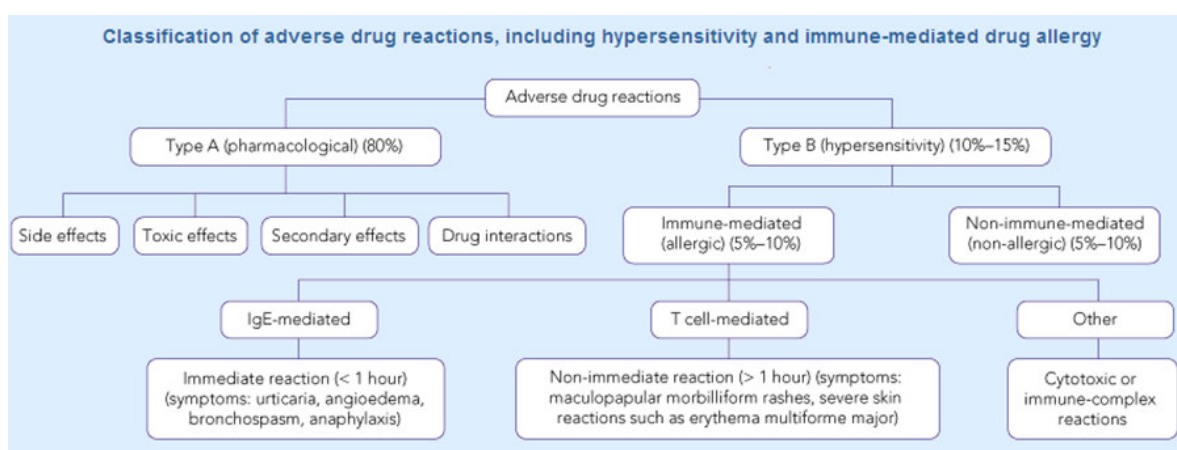 Classification of adverse drug reactions, including hypersensitivity and immune-mediated drug allergy
Adverse drug reactions
Type A (pharmacological) (80%)
Type B (hypersensitivity) (10%–15%)
Side effects
Toxic effects
Secondary effects
Drug interactions
Immune-mediated
(allergic) (5%–10%)
Non-immune-mediated
(non-allergic) (5%–10%)
IgE-mediated
T cell-mediated
Other
Immediate reaction (< 1 hour)
(symptoms: urticaria, angioedema,
bronchospasm, anaphylaxis)
Non-immediate reaction (> 1 hour) (symptoms:
maculopapular morbilliform rashes, severe skin
reactions such as erythema multiforme major)
Cytotoxic or
immune-complex
reactions